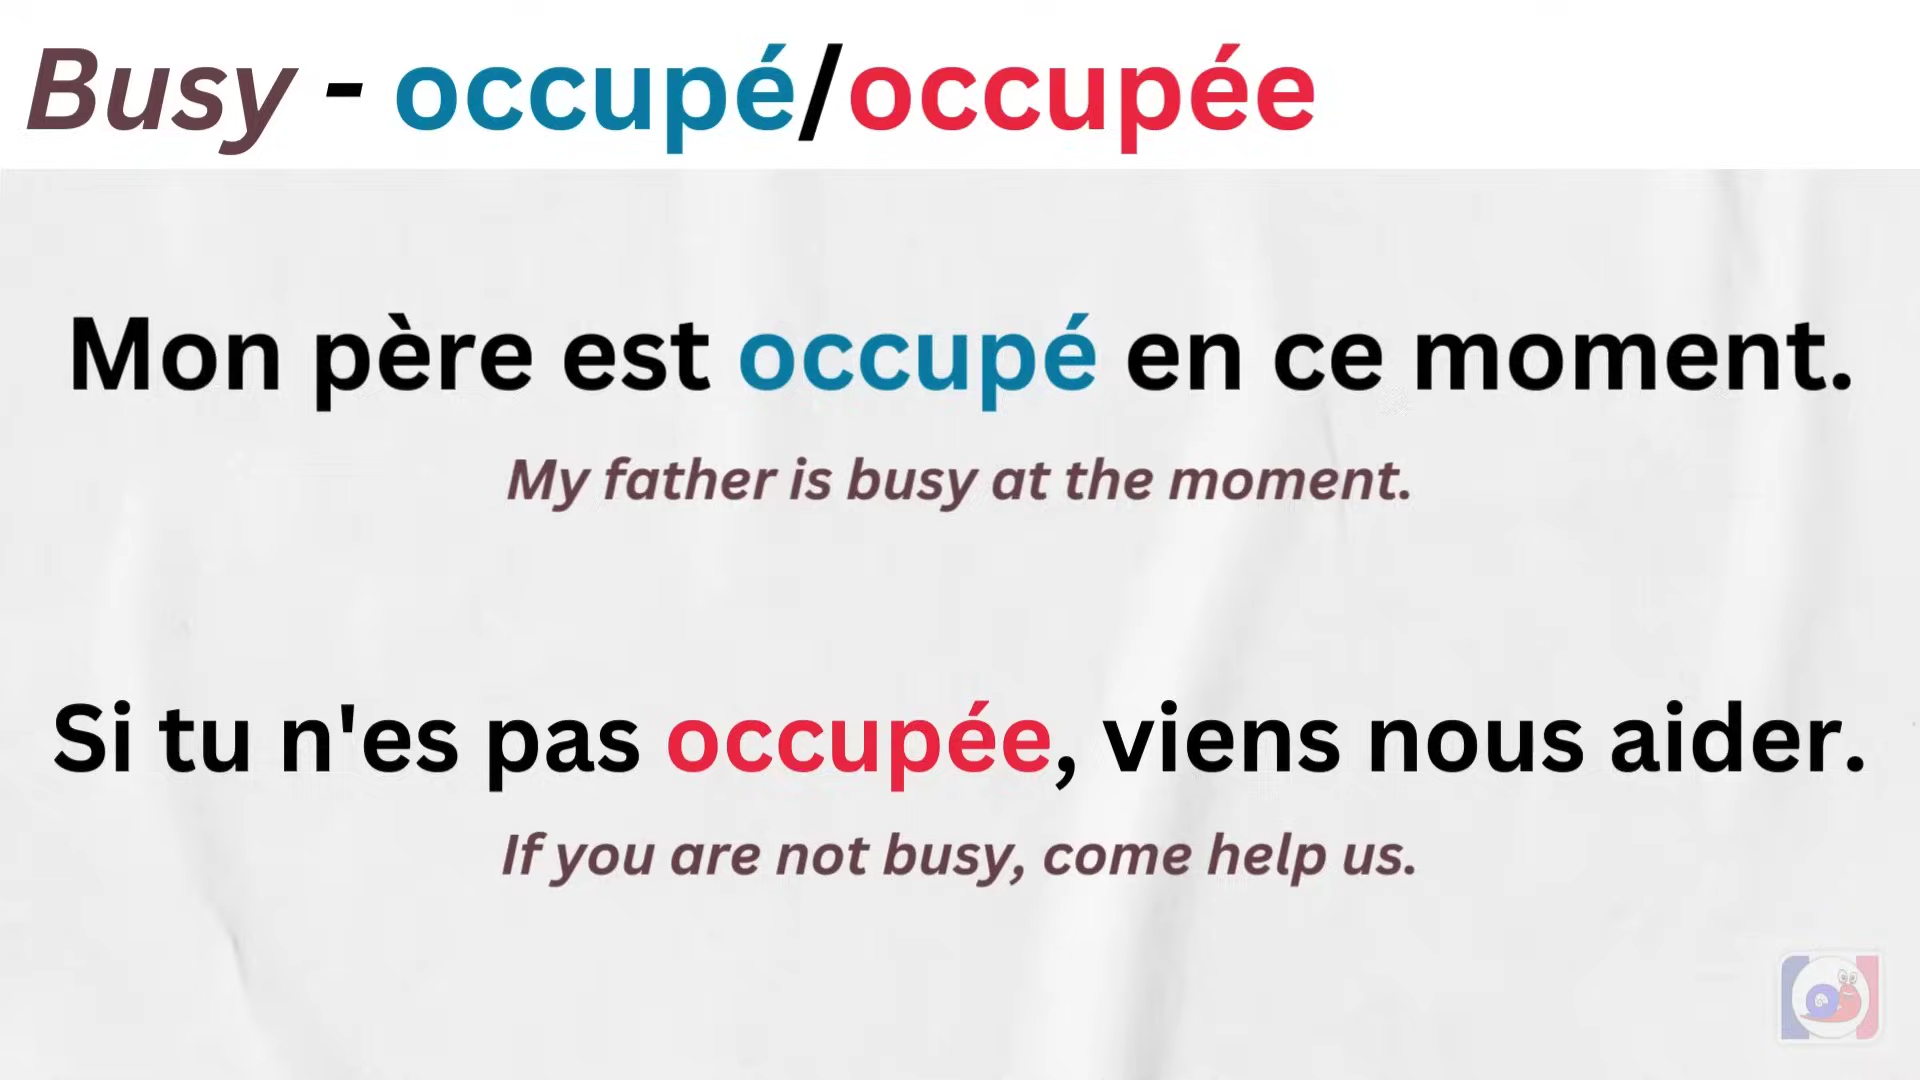 Busy - occupé/occupée
Mon père est occupé en ce moment.
My father is busy at the moment.
Si tu n'es pas occupée, viens nous aider.
If you are not busy, come help us.